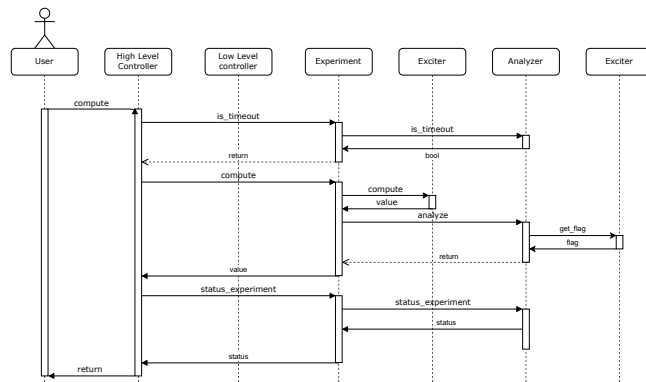 User
High Level
Controller
Low Level
controller
Experiment
Exciter
Analyzer
Exciter
compute
is_timeout
is_timeout
bool
return
compute
compute
value
analyze
get_flag
flag
return
value
status_experiment
status_experiment
status
status
return